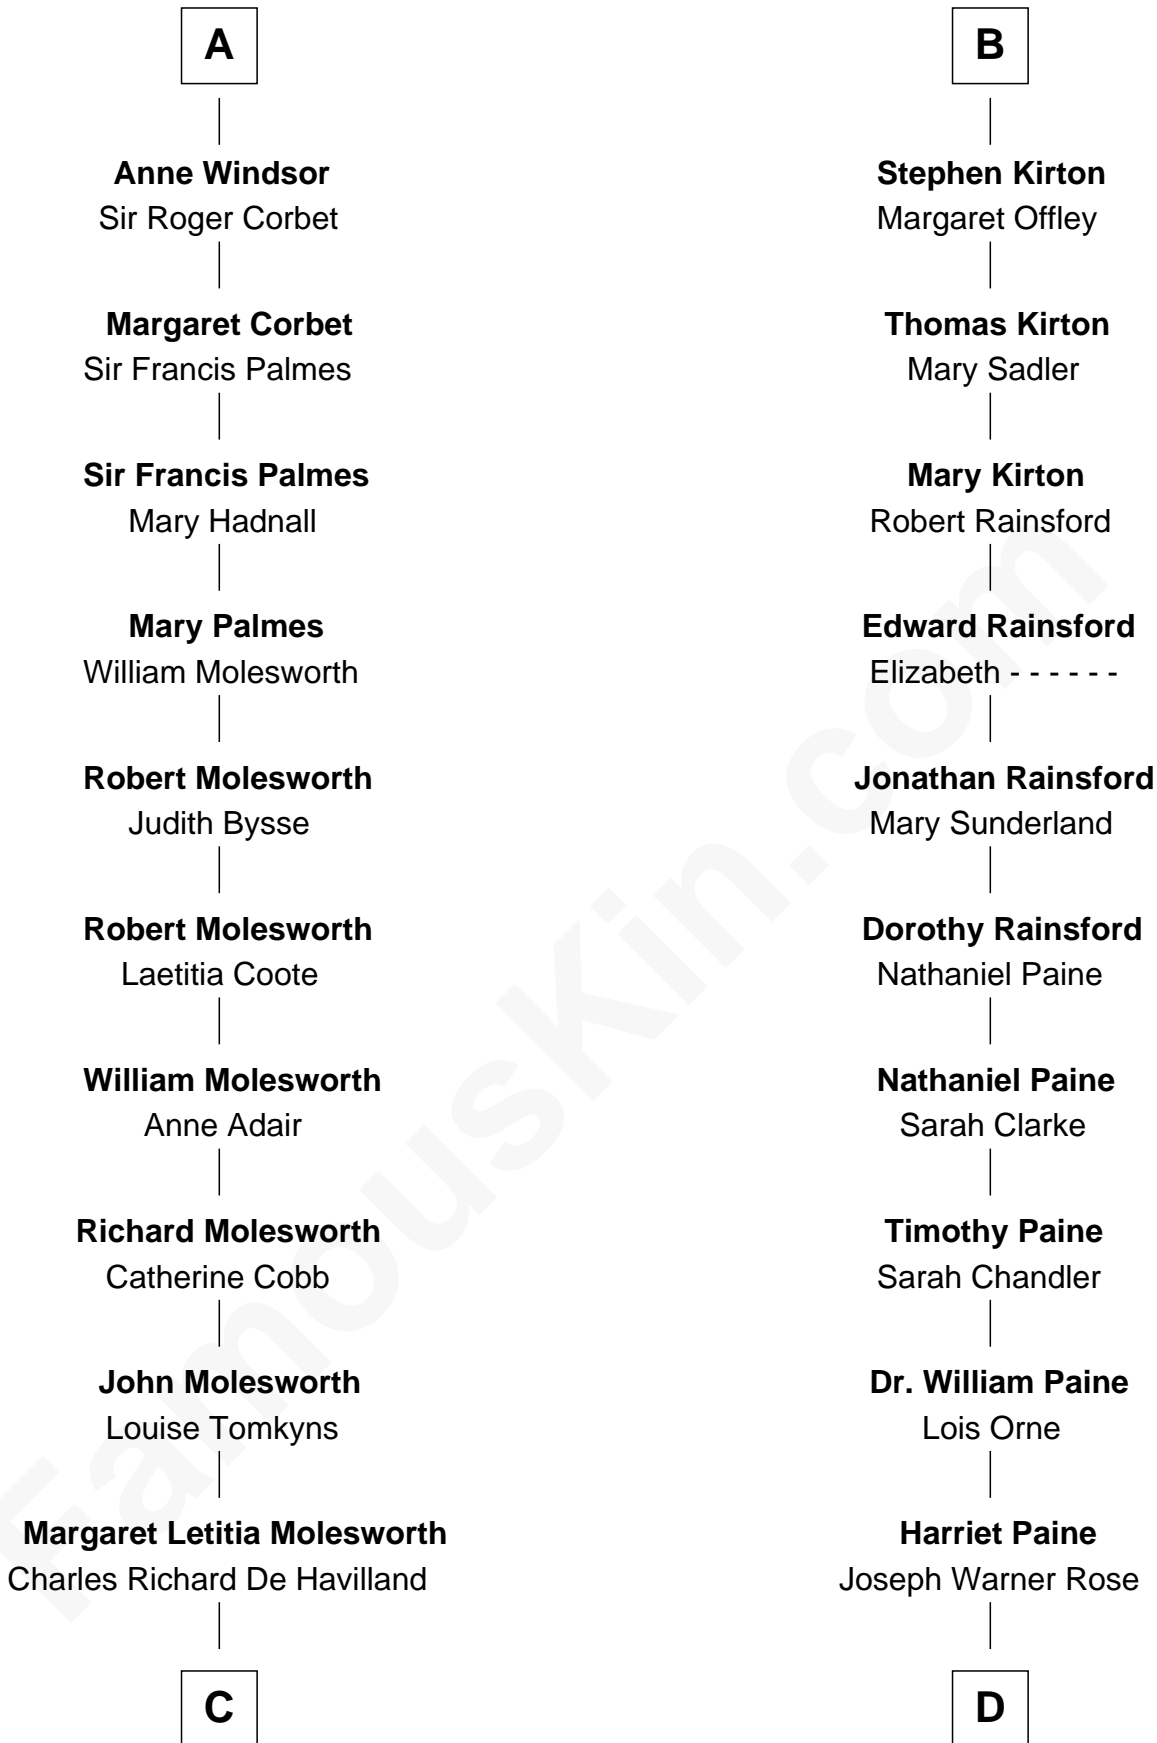 A
Anne Windsor
Sir Roger Corbet
Margaret Corbet
Sir Francis Palmes
Sir Francis Palmes
Mary Hadnall
Mary Palmes
William Molesworth
Robert Molesworth
Judith Bysse
Robert Molesworth
Laetitia Coote
William Molesworth
Anne Adair
Richard Molesworth
Catherine Cobb
John Molesworth
Louise Tomkyns
Margaret Letitia Molesworth
Charles Richard De Havilland
C
B
Stephen Kirton
Margaret Offley
Thomas Kirton
Mary Sadler
Mary Kirton
Robert Rainsford
Edward Rainsford
Elizabeth - - - - - -
Jonathan Rainsford
Mary Sunderland
Dorothy Rainsford
Nathaniel Paine
Nathaniel Paine
Sarah Clarke
Timothy Paine
Sarah Chandler
Dr. William Paine
Lois Orne
Harriet Paine
Joseph Warner Rose
D
FamousKin.com